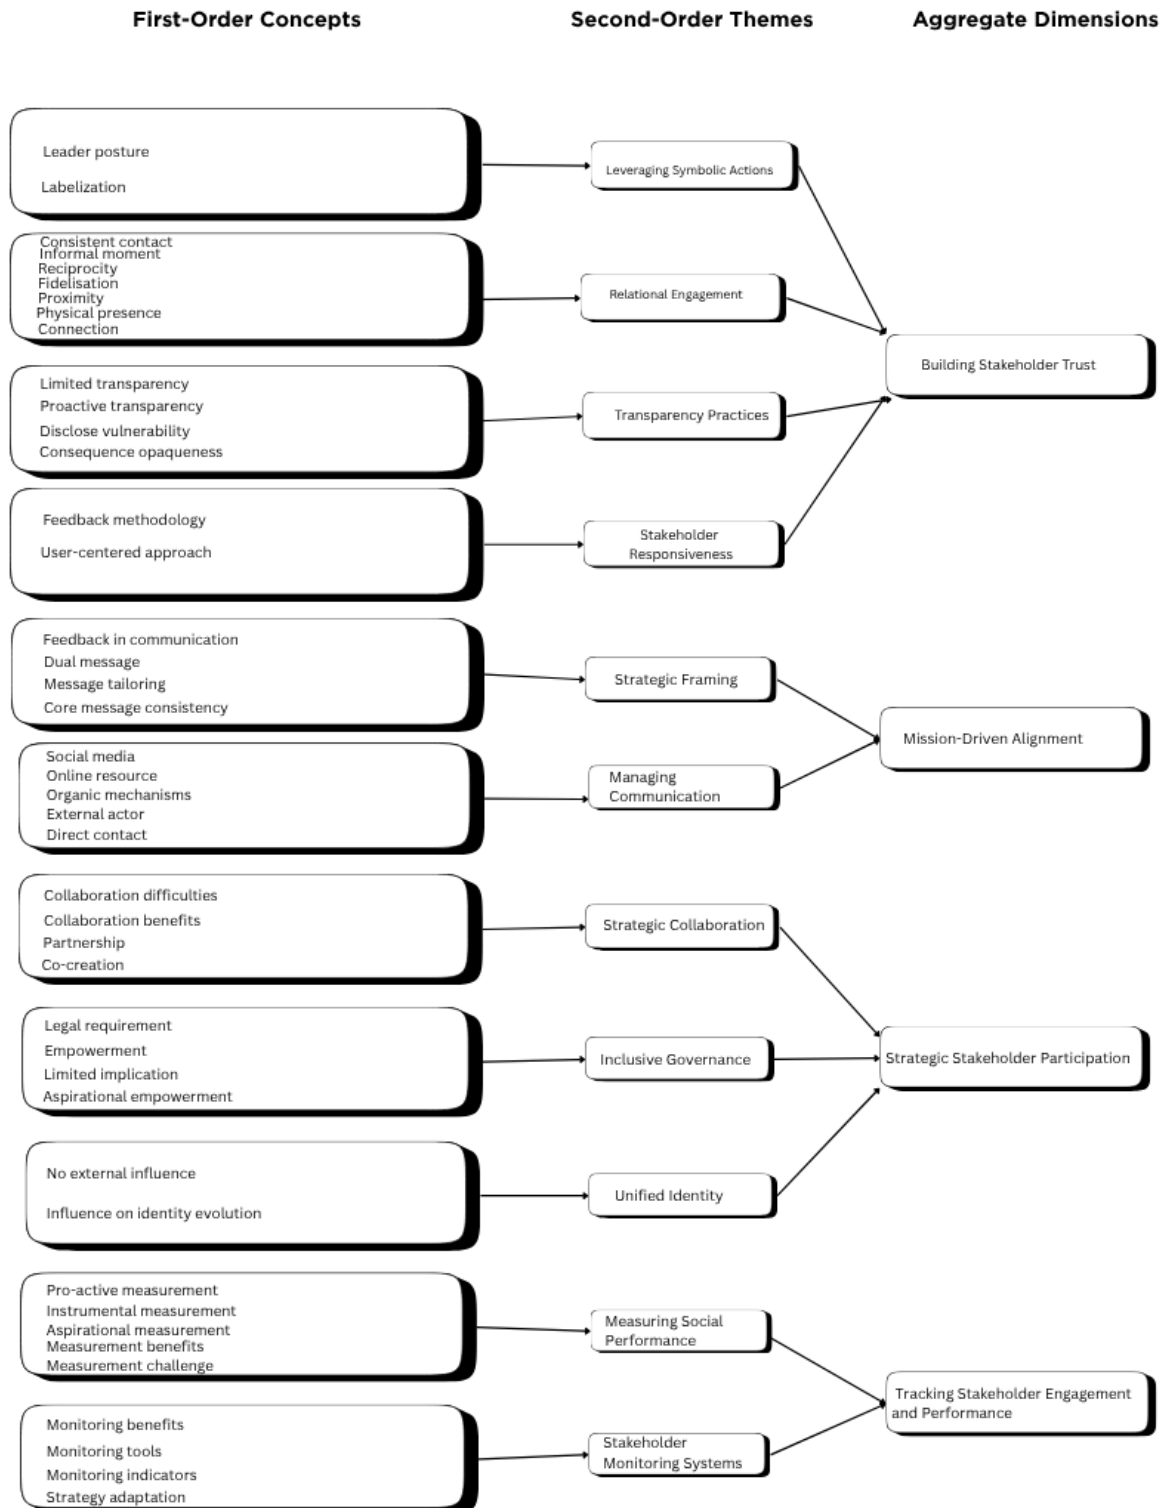 First-Order Concepts
Second-Order Themes
Aggregate Dimensions
Leader posture
Labelization
Leveraging Symbolic Actions
Consistent contact
Informal moment
Reciprocity
Fidelisation
Proximity
Physical presence
Connection
Relational Engagement
Building Stakeholder Trust
Limited transparency
Proactive transparency
Disclose vulnerability
Consequence opaqueness
Transparency Practices
Feedback methodology
User-centered approach
Stakeholder
Responsiveness
Feedback in communication
Dual message
Message tailoring
Core message consistency
Strategic Framing
Mission-Driven Alignment
Social media
Online resource
Organic mechanisms
External actor
Direct contact
Managing
Communication
Collaboration difficulties
Collaboration benefits
Partnership
Co-creation
Strategic Collaboration
Legal requirement
Empowerment
Limited implication
Aspirational empowerment
Inclusive Governance
Strategic Stakeholder Participation
No external influence
Influence on identity evolution
Unified Identity
Pro-active measurement
Instrumental measurement
Aspirational measurement
Measurement benefits
Measurement challenge
Measuring Social
Performance
Tracking Stakeholder Engagement
and Performance
Monitoring benefits
Monitoring tools
Monitoring indicators
Strategy adaptation
Stakeholder
Monitoring Systems